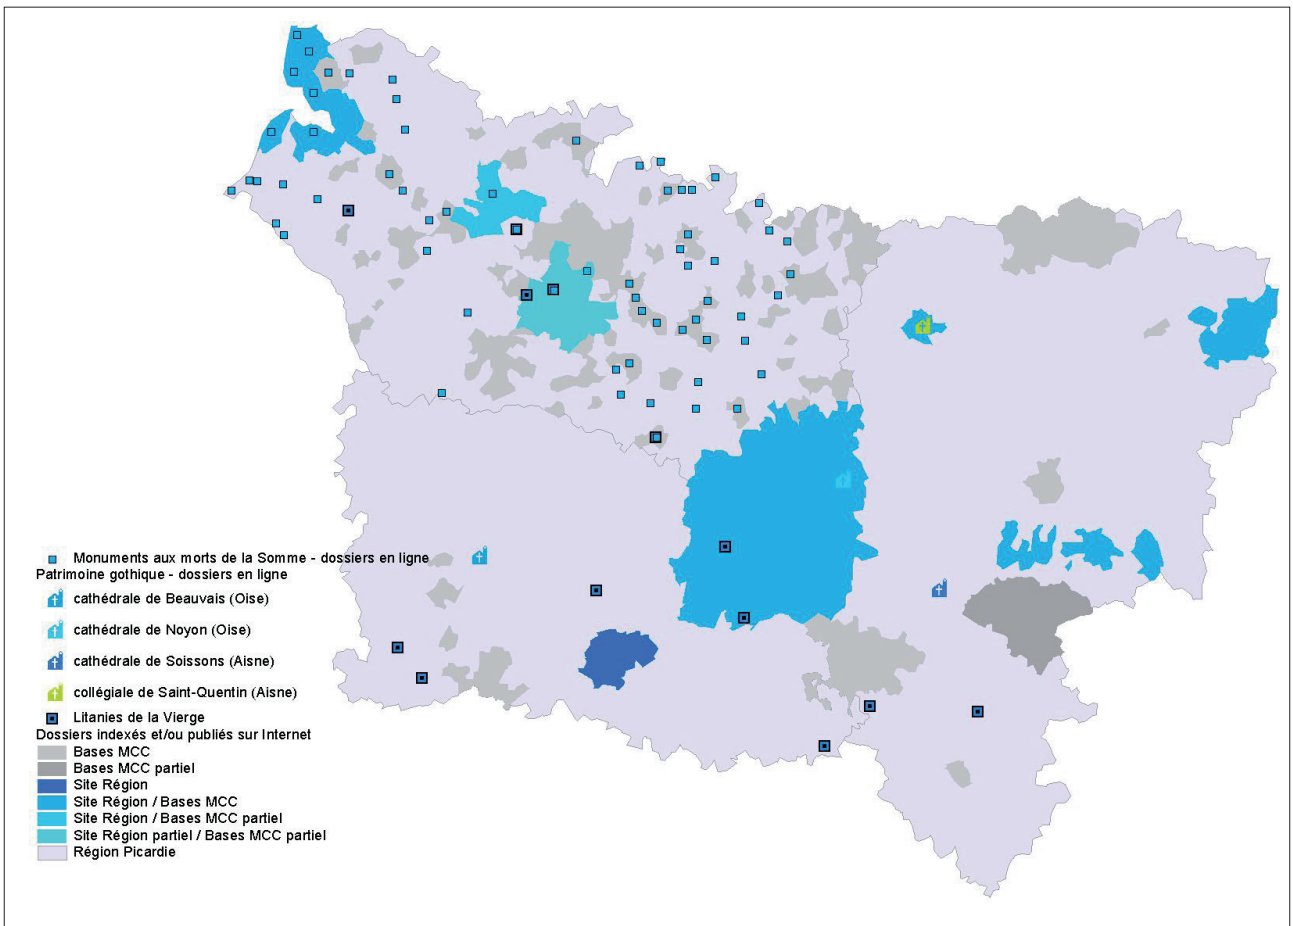 Monuments aux morts de la Somme - dossiers en ligne
Patrimoine gothique - dossiers en ligne
cathédrale de Beauvais (Oise)
cathédrale de Noyon (Oise)
cathédrale de Soissons (Aisne)
collégiale de Saint-Quentin (Aisne)
Litanies de la Vierge
Dossiers indexés et/ou publiés sur Internet
Bases MCC
Bases MCC partiel
Site Région
Site Région / Bases MCC
Site Région / Bases MCC partiel
Site Région partiel / Bases MCC partiel
Région Picardie